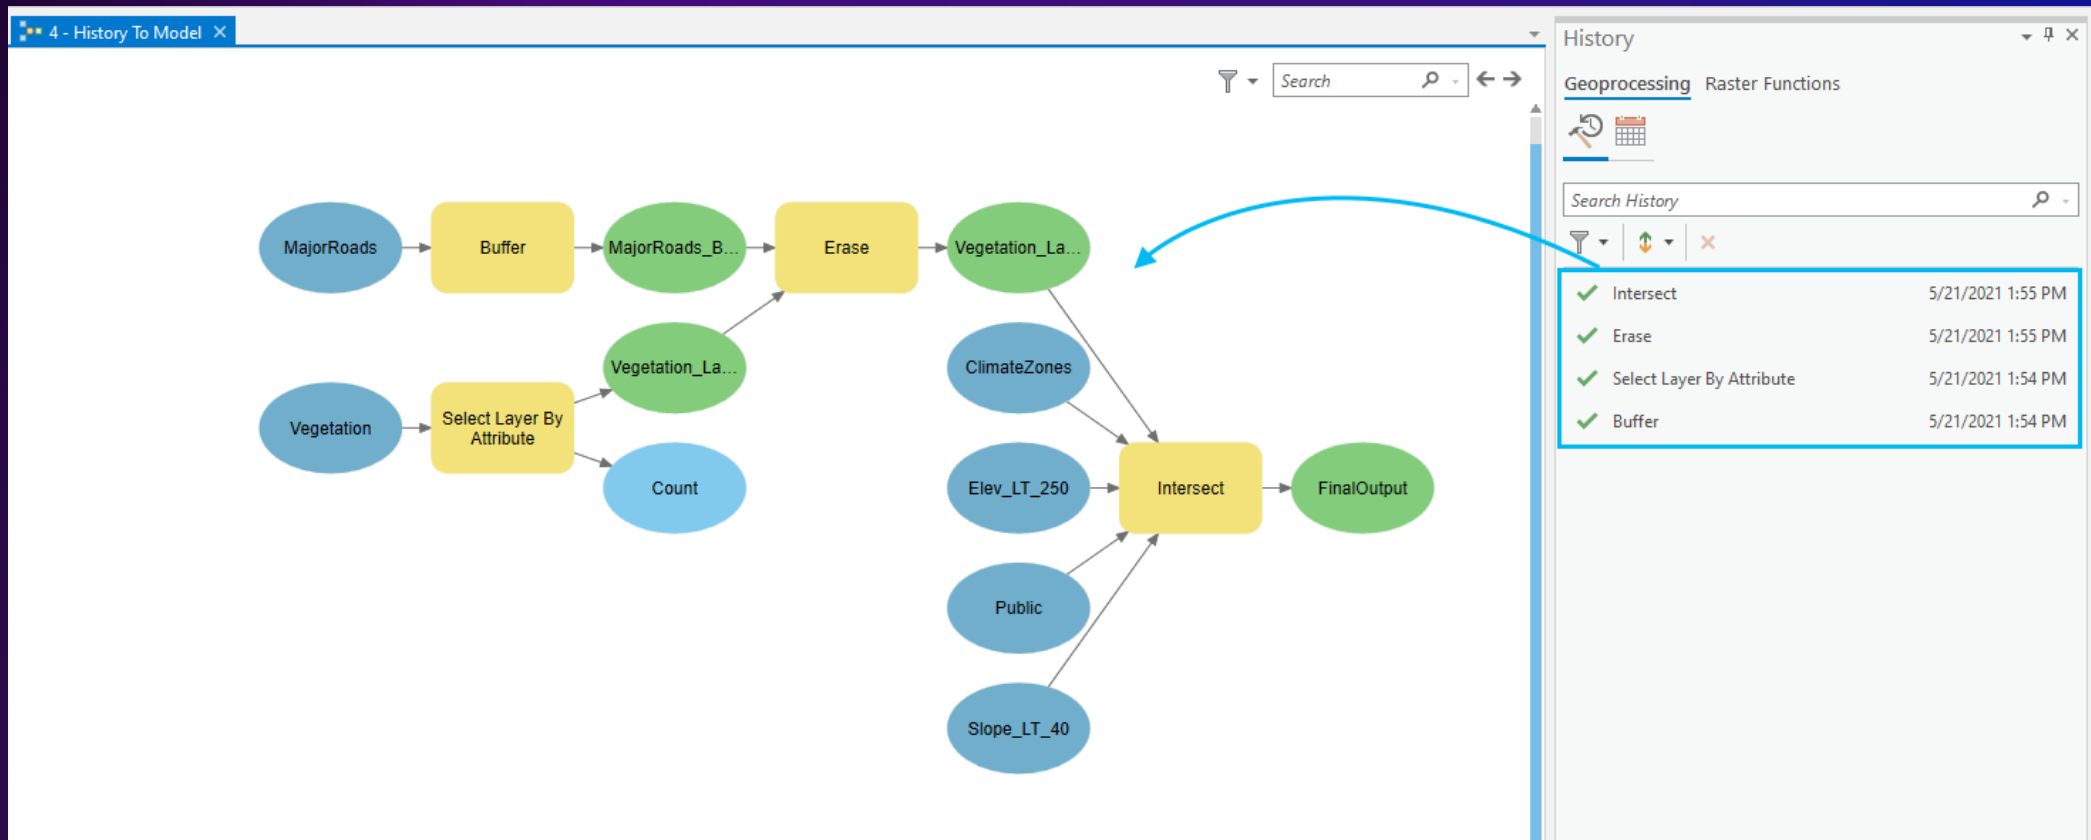 4 - History To Model
Search
MajorRoads
Buffer
MajorRoads_B...
Erase
Vegetation_La...
Vegetation_La...
ClimateZones
Vegetation
Select Layer By
Attribute
Count
Elev_LT_250
Intersect
FinalOutput
Public
Slope_LT_40
History
Geoprocessing Raster Functions
Search History
Intersect 5/21/2021 1:55 PM
Erase 5/21/2021 1:55 PM
Select Layer By Attribute 5/21/2021 1:54 PM
Buffer 5/21/2021 1:54 PM